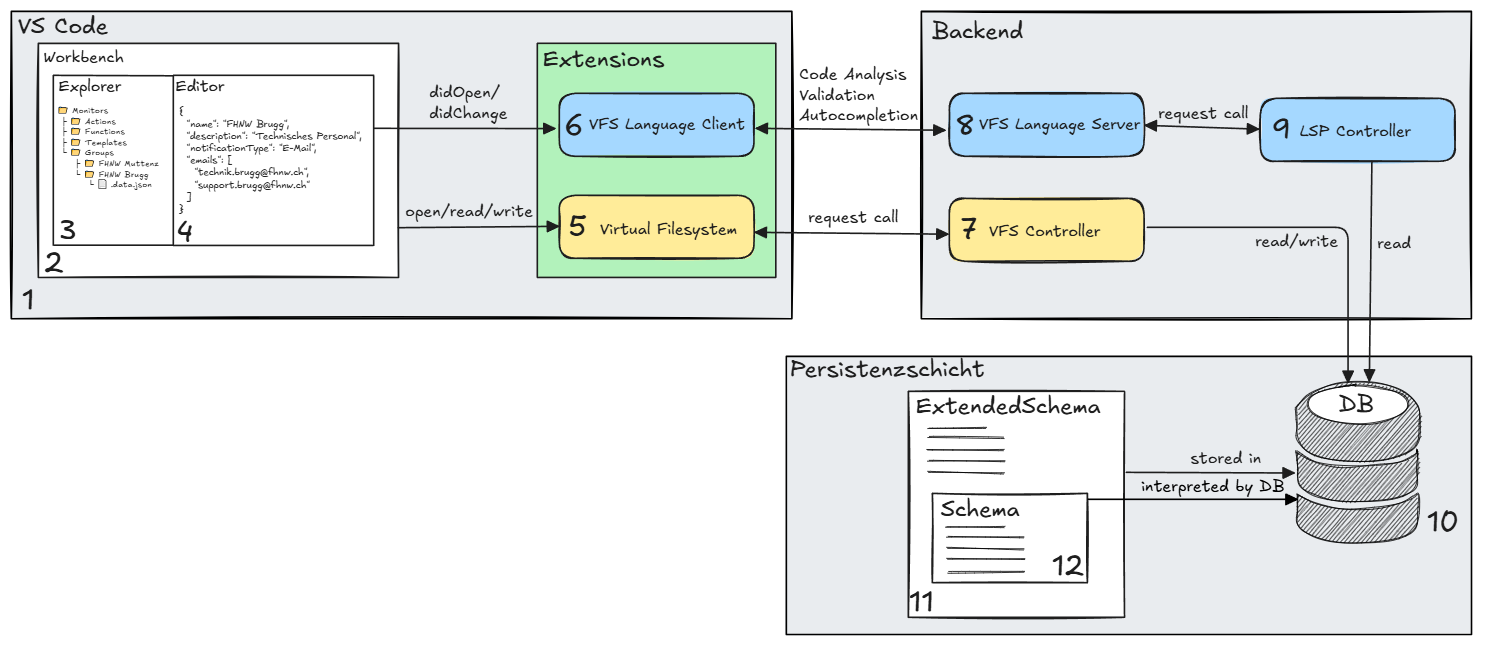 VS Code
Workbench
Explorer
Monitors
Actions
Functions
Templates
Groups
FHNW Muttenz
FHNW Brugg
.data.json
3
Editor
{
"name": "FHNW Brugg",
"description": "Technisches Personal",
"notificationType": "E-Mail",
"emails": [
"technik.brugg@fhnw.ch",
"support.brugg@fhnw.ch"
]
}
4
2
1
didOpen/
didChange
open/read/write
Extensions
6 VFS Language Client
5 Virtual Filesystem
Code Analysis
Validation
Autocompletion
request call
Backend
8 VFS Language Server
request call
9 LSP Controller
7 VFS Controller
read/write
read
Persistenzschicht
ExtendedSchema
Schema
12
11
stored in
interpreted by DB
DB
10